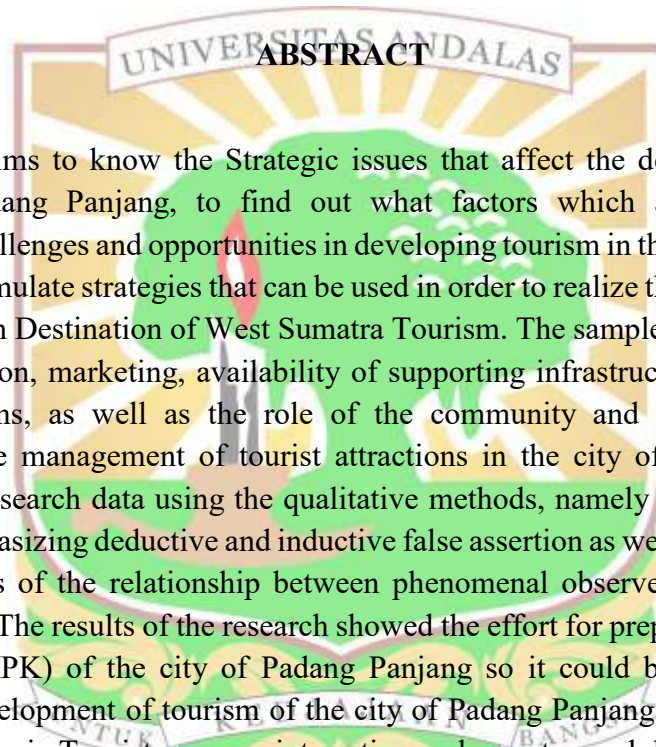 UNIVERSITAS ANDALAS
ABSTRACT
ims to know the Strategic issues that affect the d
ang Panjang, to find out what factors which a
llenges and opportunities in developing tourism in th
mulate strategies that can be used in order to realize t
n Destination of West Sumatra Tourism. The sample
on, marketing, availability of supporting infrastruc
ns, as well as the role of the community and
e management of tourist attractions in the city of
search data using the qualitative methods, namely
asizing deductive and inductive false assertion as we
s of the relationship between phenomenal observe
The results of the research showed the effort for prep
PK) of the city of Padang Panjang so it could b
velopment of tourism of the city of Padang Panjang
UNTUK BANGS